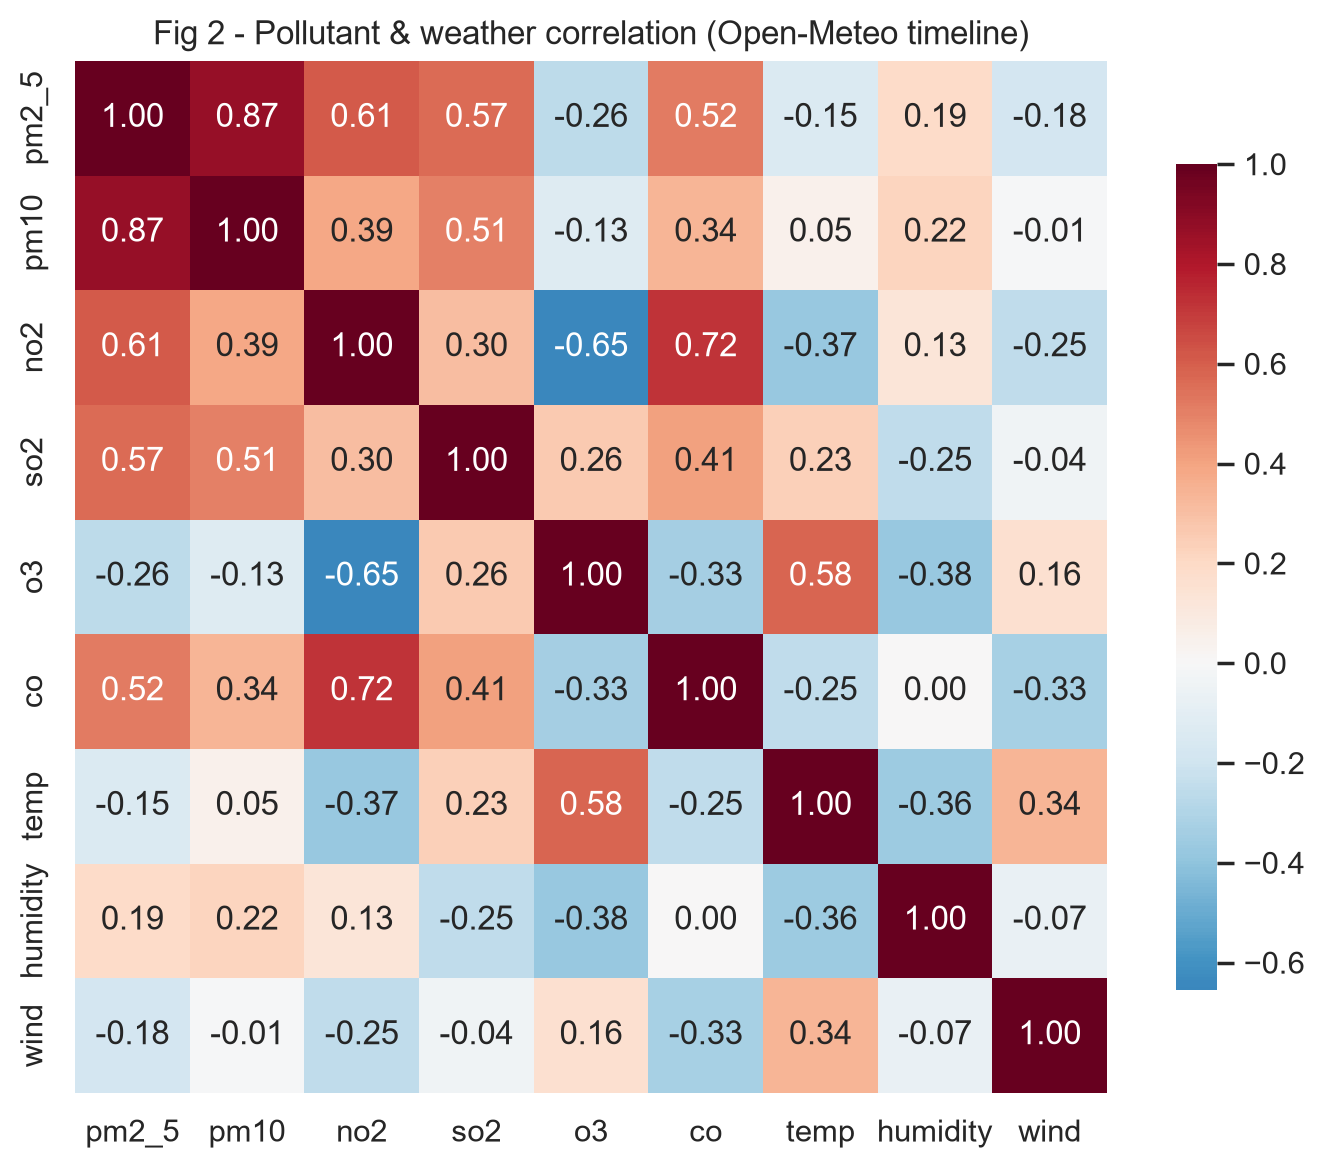 Fig 2 - Pollutant & weather correlation (Open-Meteo timeline)
pm2_5 1.00 0.87 0.61 0.57 -0.26 0.52 -0.15 0.19 -0.18
pm10 0.87 1.00 0.39 0.51 -0.13 0.34 0.05 0.22 -0.01
no2 0.61 0.39 1.00 0.30 -0.65 0.72 -0.37 0.13 -0.25
so2 0.57 0.51 0.30 1.00 0.26 0.41 0.23 -0.25 -0.04
o3 -0.26 -0.13 -0.65 0.26 1.00 -0.33 0.58 -0.38 0.16
co 0.52 0.34 0.72 0.41 -0.33 1.00 -0.25 0.00 -0.33
temp -0.15 0.05 -0.37 0.23 0.58 -0.25 1.00 -0.36 0.34
humidity 0.19 0.22 0.13 -0.25 -0.38 0.00 -0.36 1.00 -0.07
wind -0.18 -0.01 -0.25 -0.04 0.16 -0.33 0.34 -0.07 1.00
pm2_5 pm10 no2 so2 o3 co temp humidity wind
1.0
0.8
0.6
0.4
0.2
0.0
−0.2
−0.4
−0.6